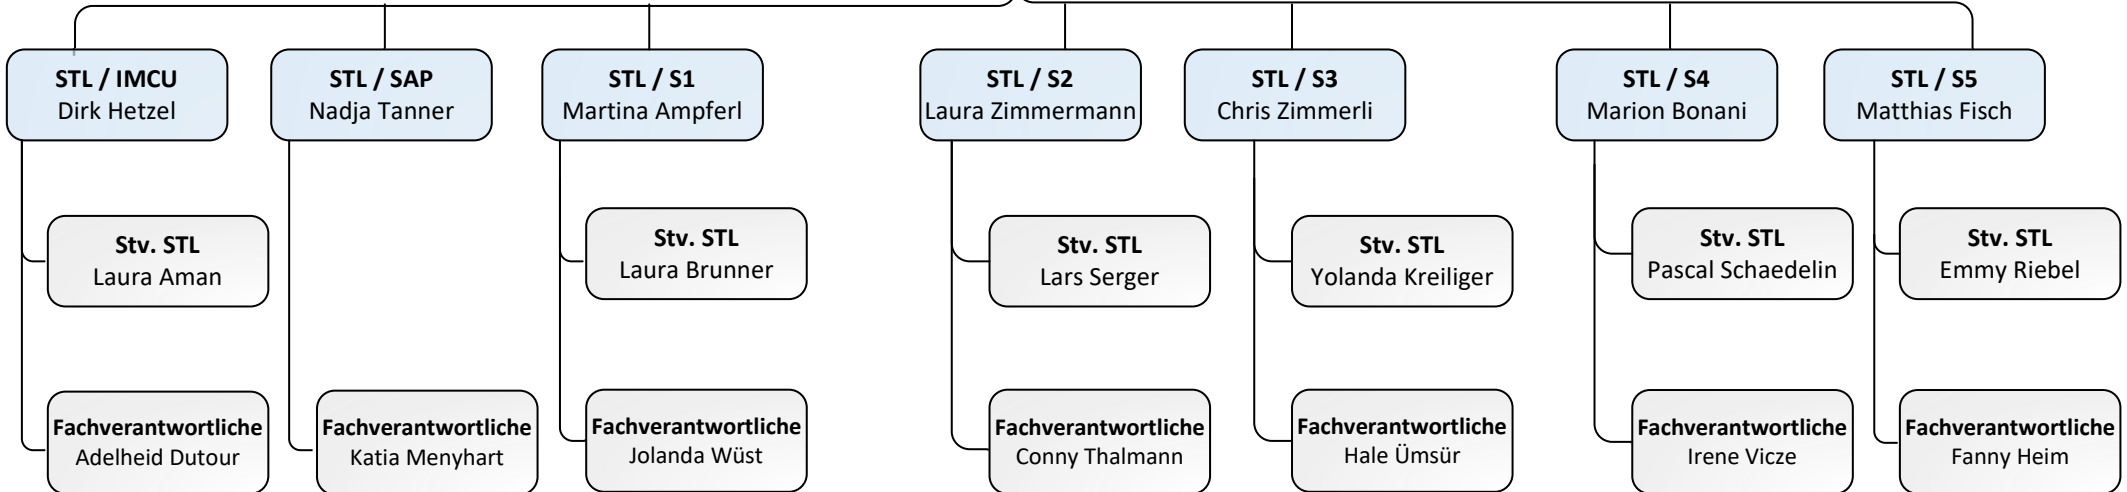 STL / IMCU
Dirk Hetzel
STL / SAP
Nadja Tanner
STL / S1
Martina Ampferl
STL / S2
Laura Zimmermann
STL / S3
Chris Zimmerli
STL / S4
Marion Bonani
STL / S5
Matthias Fisch
Stv. STL
Laura Aman
Stv. STL
Laura Brunner
Stv. STL
Lars Serger
Stv. STL
Yolanda Kreiliger
Stv. STL
Pascal Schaedelin
Stv. STL
Emmy Riebel
Fachverantwortliche
Adelheid Dutour
Fachverantwortliche
Katia Menyhart
Fachverantwortliche
Jolanda Wüst
Fachverantwortliche
Conny Thalmann
Fachverantwortliche
Hale Ümsür
Fachverantwortliche
Irene Vicze
Fachverantwortliche
Fanny Heim